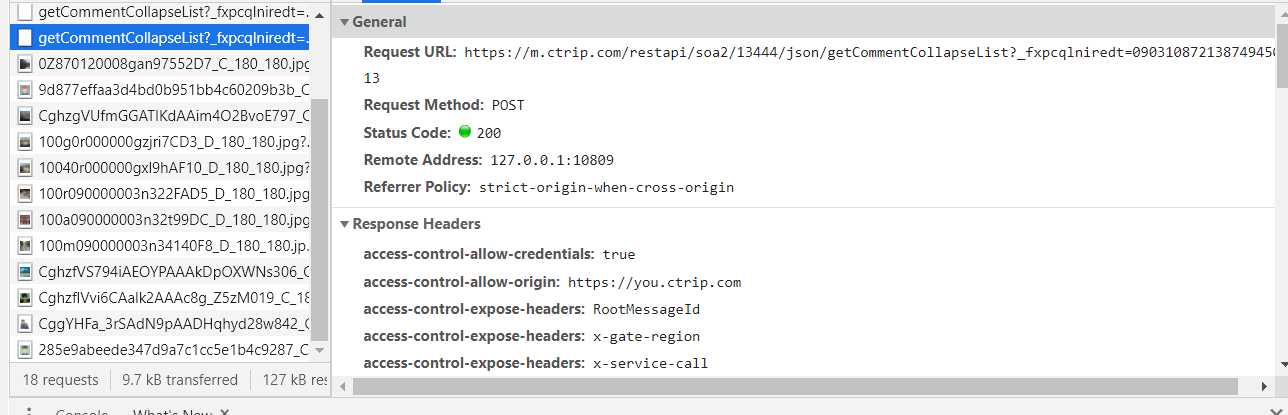 getCommentCollapseList?_fxpcqlniredt=.
getCommentCollapseList?_fxpcqlniredt=.
0Z870120008gan97552D7_C_180_180.jpg
9d877effaa3d4bd0b951bb4c60209b3b_C
CghzgVUfmGGATIKdAAim4O2BvoE797_C
100g0r000000gzjri7CD3_D_180_180.jpg?.
10040r000000gxl9hAF10_D_180_180.jpg?
100r090000003n322FAD5_D_180_180.jpg
100a090000003n32t99DC_D_180_180.jpg
100m090000003n34140F8_D_180_180.jp.
CghzfVS794iAEOYPAAAkDpOXWNs306_C
CghzflVvi6CAalk2AAAc8g_Z5zM019_C_18
CggYHFa_3rSAdN9pAADHqhyd28w842_C
285e9abeede347d9a7c1cc5e1b4c9287_C
18 requests 9.7 kB transferred 127 kB res
General
Request URL: https://m.ctrip.com/restapi/soa2/13444/json/getCommentCollapseList?_fxpcqlniredt=090310872138749450
13
Request Method: POST
Status Code: 200
Remote Address: 127.0.0.1:10809
Referrer Policy: strict-origin-when-cross-origin
Response Headers
access-control-allow-credentials: true
access-control-allow-origin: https://you.ctrip.com
access-control-expose-headers: RootMessageId
access-control-expose-headers: x-gate-region
access-control-expose-headers: x-service-call
Console What's New